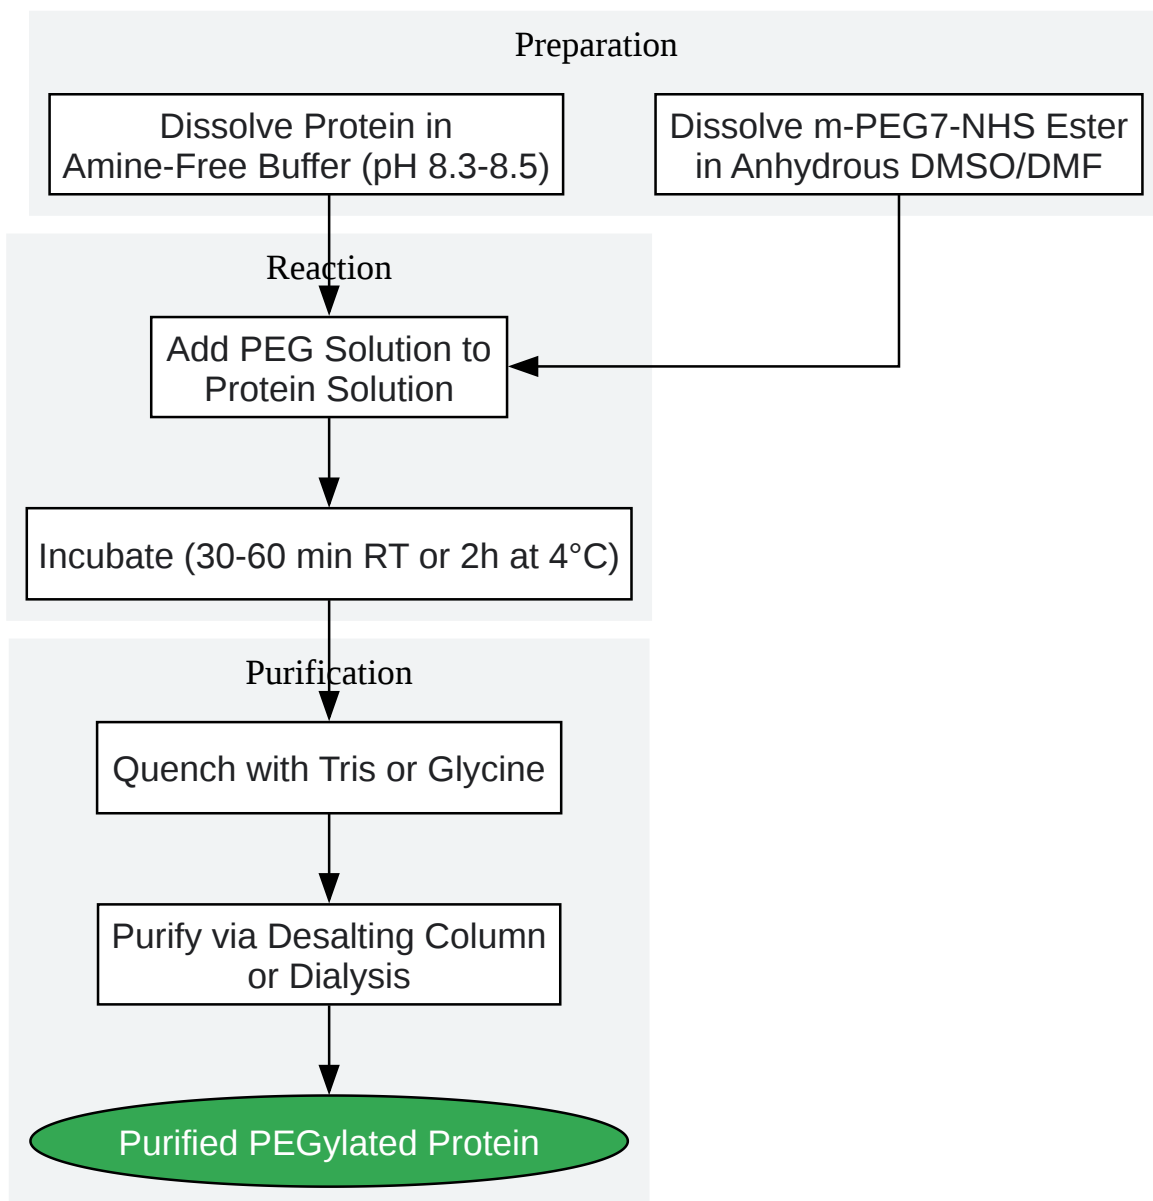 Preparation
Dissolve Protein in
Amine-Free Buffer (pH 8.3-8.5)
Dissolve m-PEG7-NHS Ester
in Anhydrous DMSO/DMF
Reaction
Add PEG Solution to
Protein Solution
Incubate (30-60 min RT or 2h at 4°C)
Purification
Quench with Tris or Glycine
Purify via Desalting Column
or Dialysis
Purified PEGylated Protein